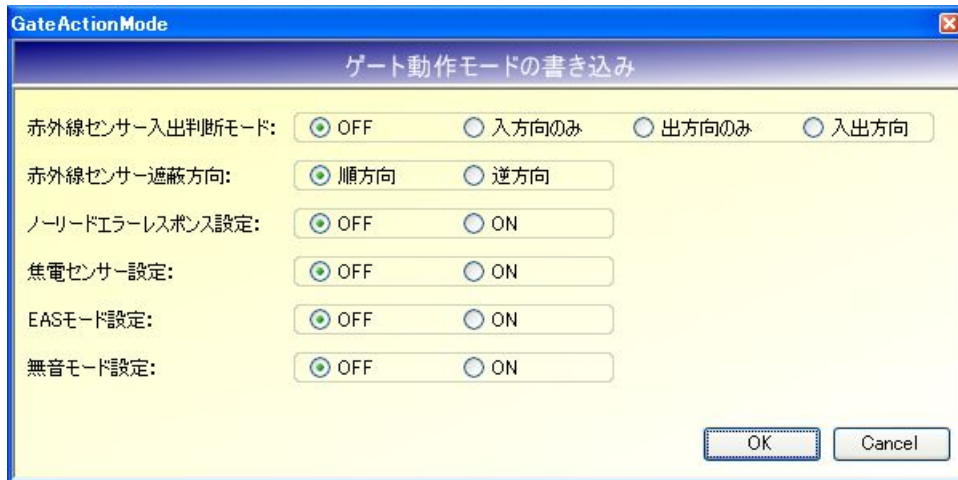 GateActionMode
ゲート動作モードの書き込み
赤外線センサー入出判断モード: OFF 入方向のみ 出方向のみ 入出方向
赤外線センサー遮蔽方向: 順方向 逆方向
ノーリードエラーレスポンス設定: OFF ON
焦電センサー設定: OFF ON
EASモード設定: OFF ON
無音モード設定: OFF ON
OK Cancel